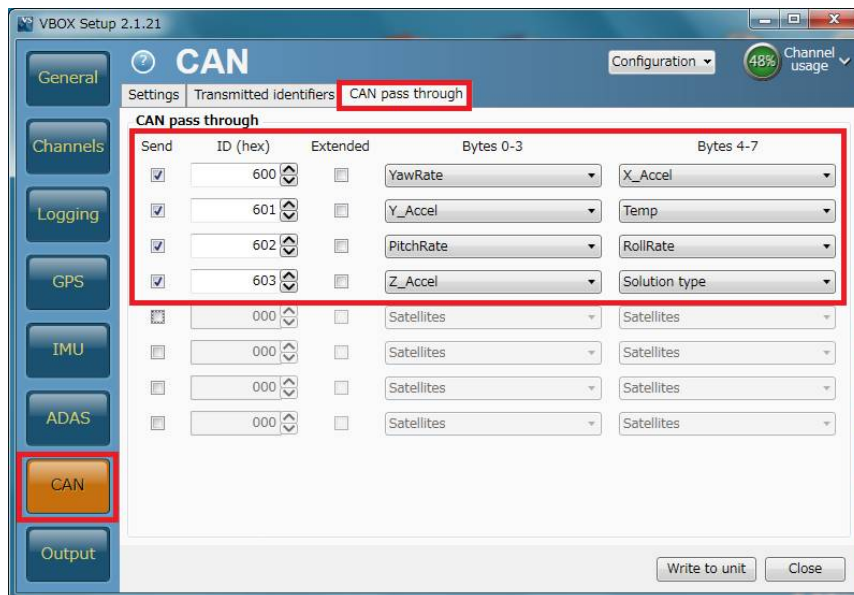 VBOX Setup 2.1.21
General
Channels
Logging
GPS
IMU
ADAS
CAN
Output
? CAN
Configuration
48% Channel usage
Settings Transmitted identifiers CAN pass through
CAN pass through
Send ID (hex) Extended Bytes 0-3 Bytes 4-7
600 YawRate X_Accel
601 Y_Accel Temp
602 PitchRate RollRate
603 Z_Accel Solution type
000 Satellites Satellites
000 Satellites Satellites
000 Satellites Satellites
000 Satellites Satellites
Write to unit Close